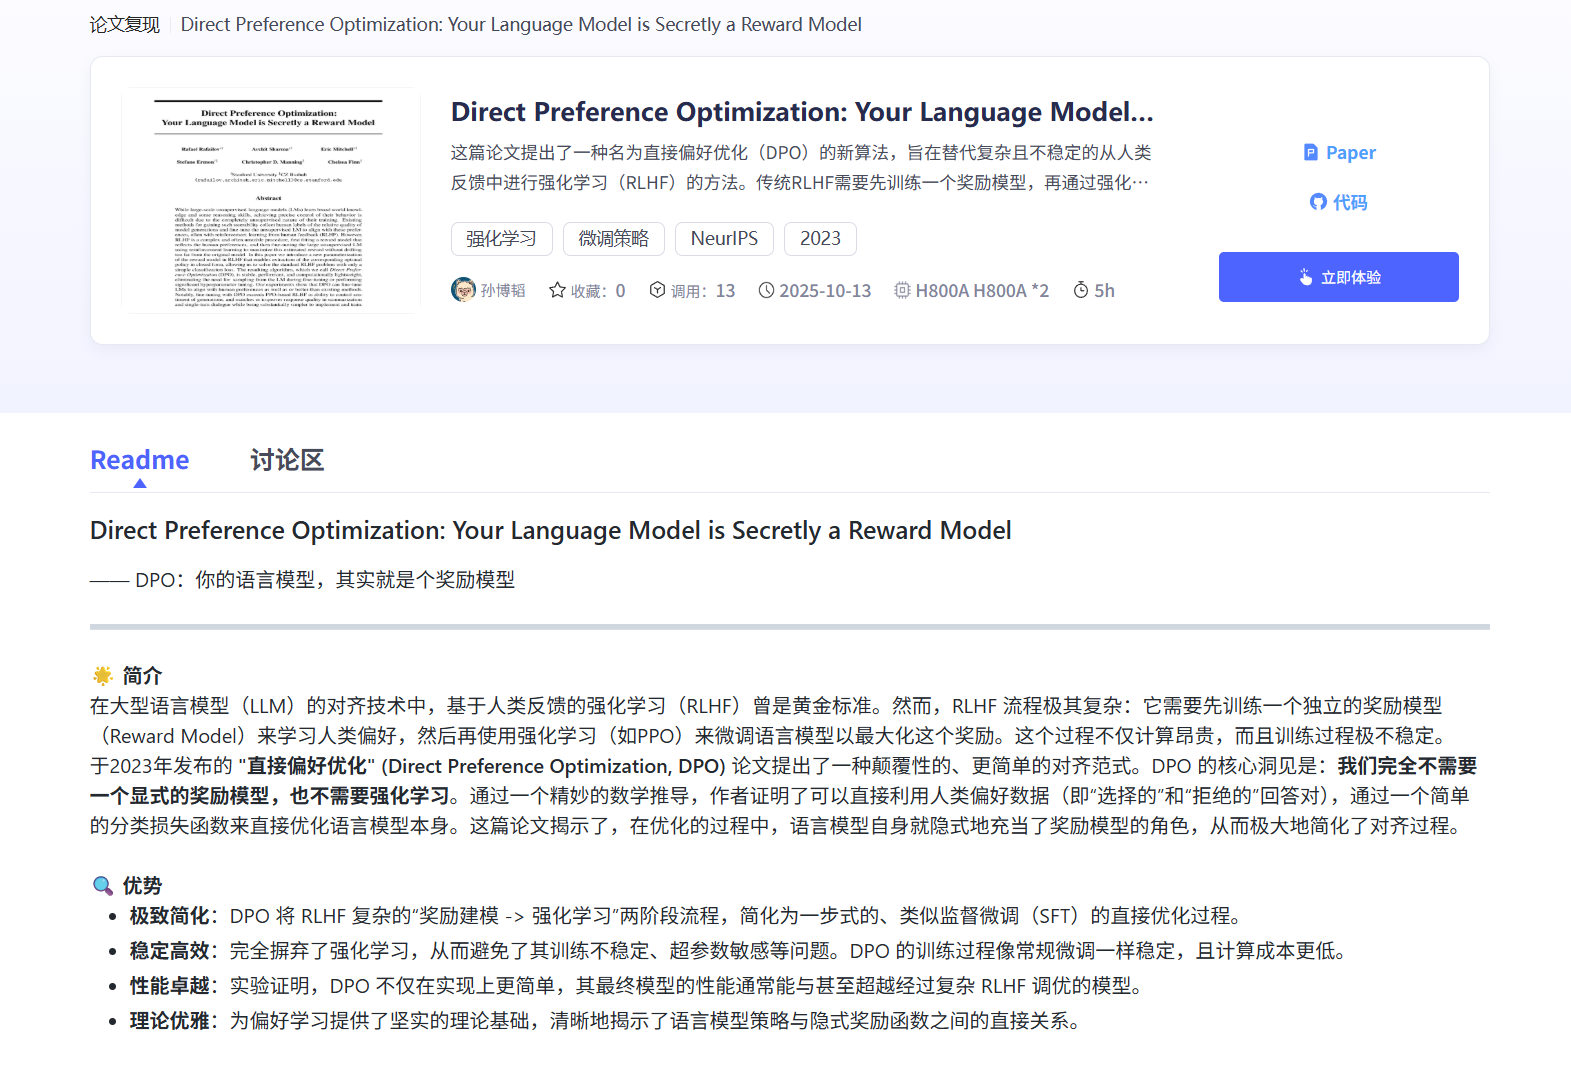 论文复现 Direct Preference Optimization: Your Language Model is Secretly a Reward Model
Direct Preference Optimization:
Your Language Model is Secretly a Reward Model
Rafael Rafailov Archit Sharma Eric Mitchell
Stefano Ermon Christopher D. Manning Chelsea Finn
Abstract
Direct Preference Optimization: Your Language Model...
这篇论文提出了一种名为直接偏好优化（DPO）的新算法，旨在替代复杂且不稳定的从人类
反馈中进行强化学习（RLHF）的方法。传统RLHF需要先训练一个奖励模型，再通过强化…
强化学习 微调策略 NeurIPS 2023
孙博韬 收藏：0 调用：13 2025-10-13 H800A H800A *2 5h
Paper
代码
立即体验
Readme 讨论区
Direct Preference Optimization: Your Language Model is Secretly a Reward Model
—— DPO：你的语言模型，其实就是个奖励模型
简介
在大型语言模型（LLM）的对齐技术中，基于人类反馈的强化学习（RLHF）曾是黄金标准。然而，RLHF 流程极其复杂：它需要先训练一个独立的奖励模型
（Reward Model）来学习人类偏好，然后再使用强化学习（如PPO）来微调语言模型以最大化这个奖励。这个过程不仅计算昂贵，而且训练过程极不稳定。
于2023年发布的 "直接偏好优化" (Direct Preference Optimization, DPO) 论文提出了一种颠覆性的、更简单的对齐范式。DPO 的核心洞见是：我们完全不需要
一个显式的奖励模型，也不需要强化学习。通过一个精妙的数学推导，作者证明了可以直接利用人类偏好数据（即“选择的”和“拒绝的”回答对），通过一个简单
的分类损失函数来直接优化语言模型本身。这篇论文揭示了，在优化的过程中，语言模型自身就隐式地充当了奖励模型的角色，从而极大地简化了对齐过程。
优势
• 极致简化：DPO 将 RLHF 复杂的“奖励建模 -> 强化学习”两阶段流程，简化为一步式的、类似监督微调（SFT）的直接优化过程。
• 稳定高效：完全摒弃了强化学习，从而避免了其训练不稳定、超参数敏感等问题。DPO 的训练过程像常规微调一样稳定，且计算成本更低。
• 性能卓越：实验证明，DPO 不仅在实现上更简单，其最终模型的性能通常能与甚至超越经过复杂 RLHF 调优的模型。
• 理论优雅：为偏好学习提供了坚实的理论基础，清晰地揭示了语言模型策略与隐式奖励函数之间的直接关系。